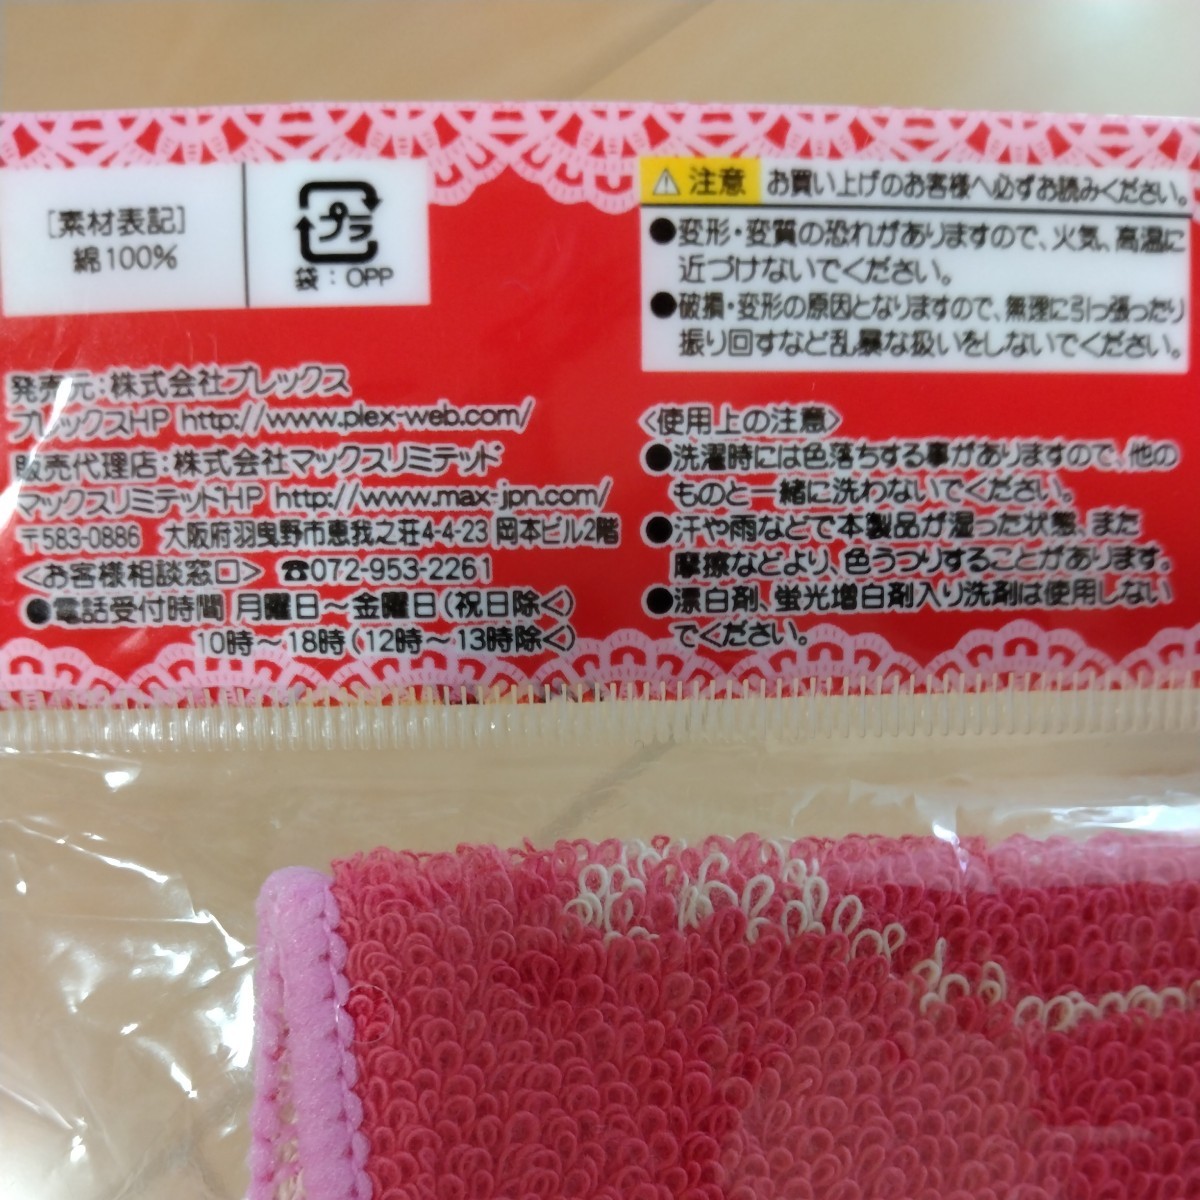 [素材表記]
綿100%
プラ
袋：OPP
発売元：株式会社プレックス
プレックスHP http://www.plex-web.com/
販売代理店：株式会社マックスリミテッド
マックスリミテッドHP http://www.max-jpn.com/
〒583-0886 大阪府羽曳野市恵我之荘4-4-23 岡本ビル2階
<お客様相談窓口> ☎072-953-2261
●電話受付時間 月曜日～金曜日(祝日除く)
10時～18時(12時～13時除く)
⚠注意 お買い上げのお客様へ必ずお読みください。
●変形・変質の恐れがありますので、火気、高温に
近づけないでください。
●破損・変形の原因となりますので、無理に引っ張ったり
振り回すなど乱暴な扱いをしないでください。
<使用上の注意>
●洗濯時には色落ちする事がありますので、他の
ものと一緒に洗わないでください。
●汗や雨などで本製品が湿った状態、また
摩擦などより、色うつりすることがあります。
●漂白剤、蛍光増白剤入り洗剤は使用しない
でください。